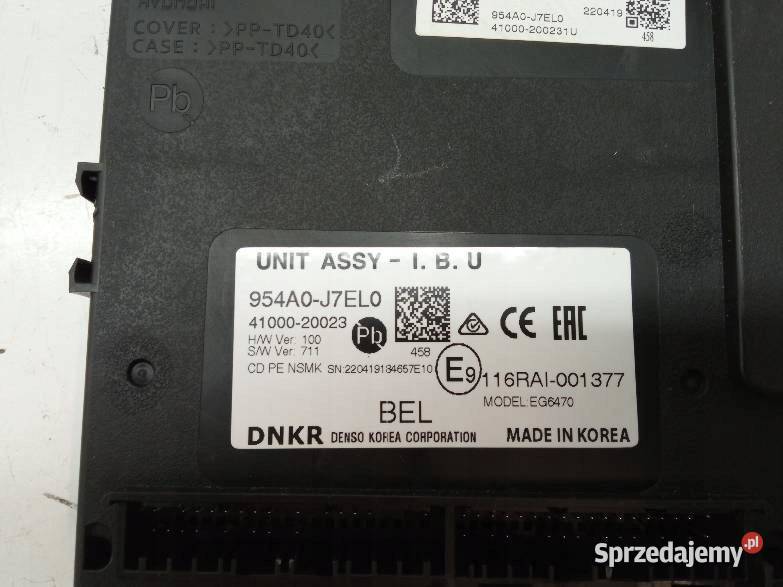 HYUNDAI
COVER : >PP-TD40<
CASE : >PP-TD40<
Pb
954A0-J7EL0
41000-200231U
220419
458
UNIT ASSY - I. B. U
954A0-J7EL0
41000-20023
H/W Ver: 100
S/W Ver: 711
Pb
458
CE EAC
CD PE NSMK SN:220419134657E10
E9
116RAI-001377
MODEL:EG6470
BEL
DNKR DENSO KOREA CORPORATION MADE IN KOREA
Sprzedajemy.pl